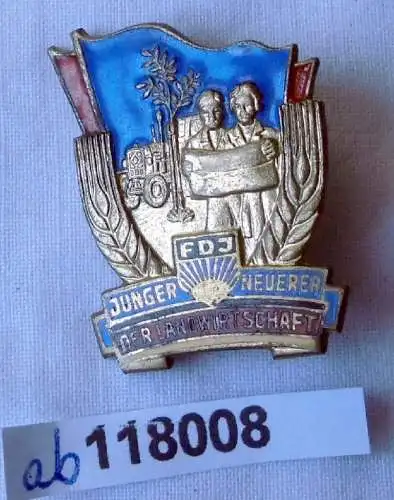 FDJ
JUNGER NEUERER
DER LANDWIRTSCHAFT
ab 118008